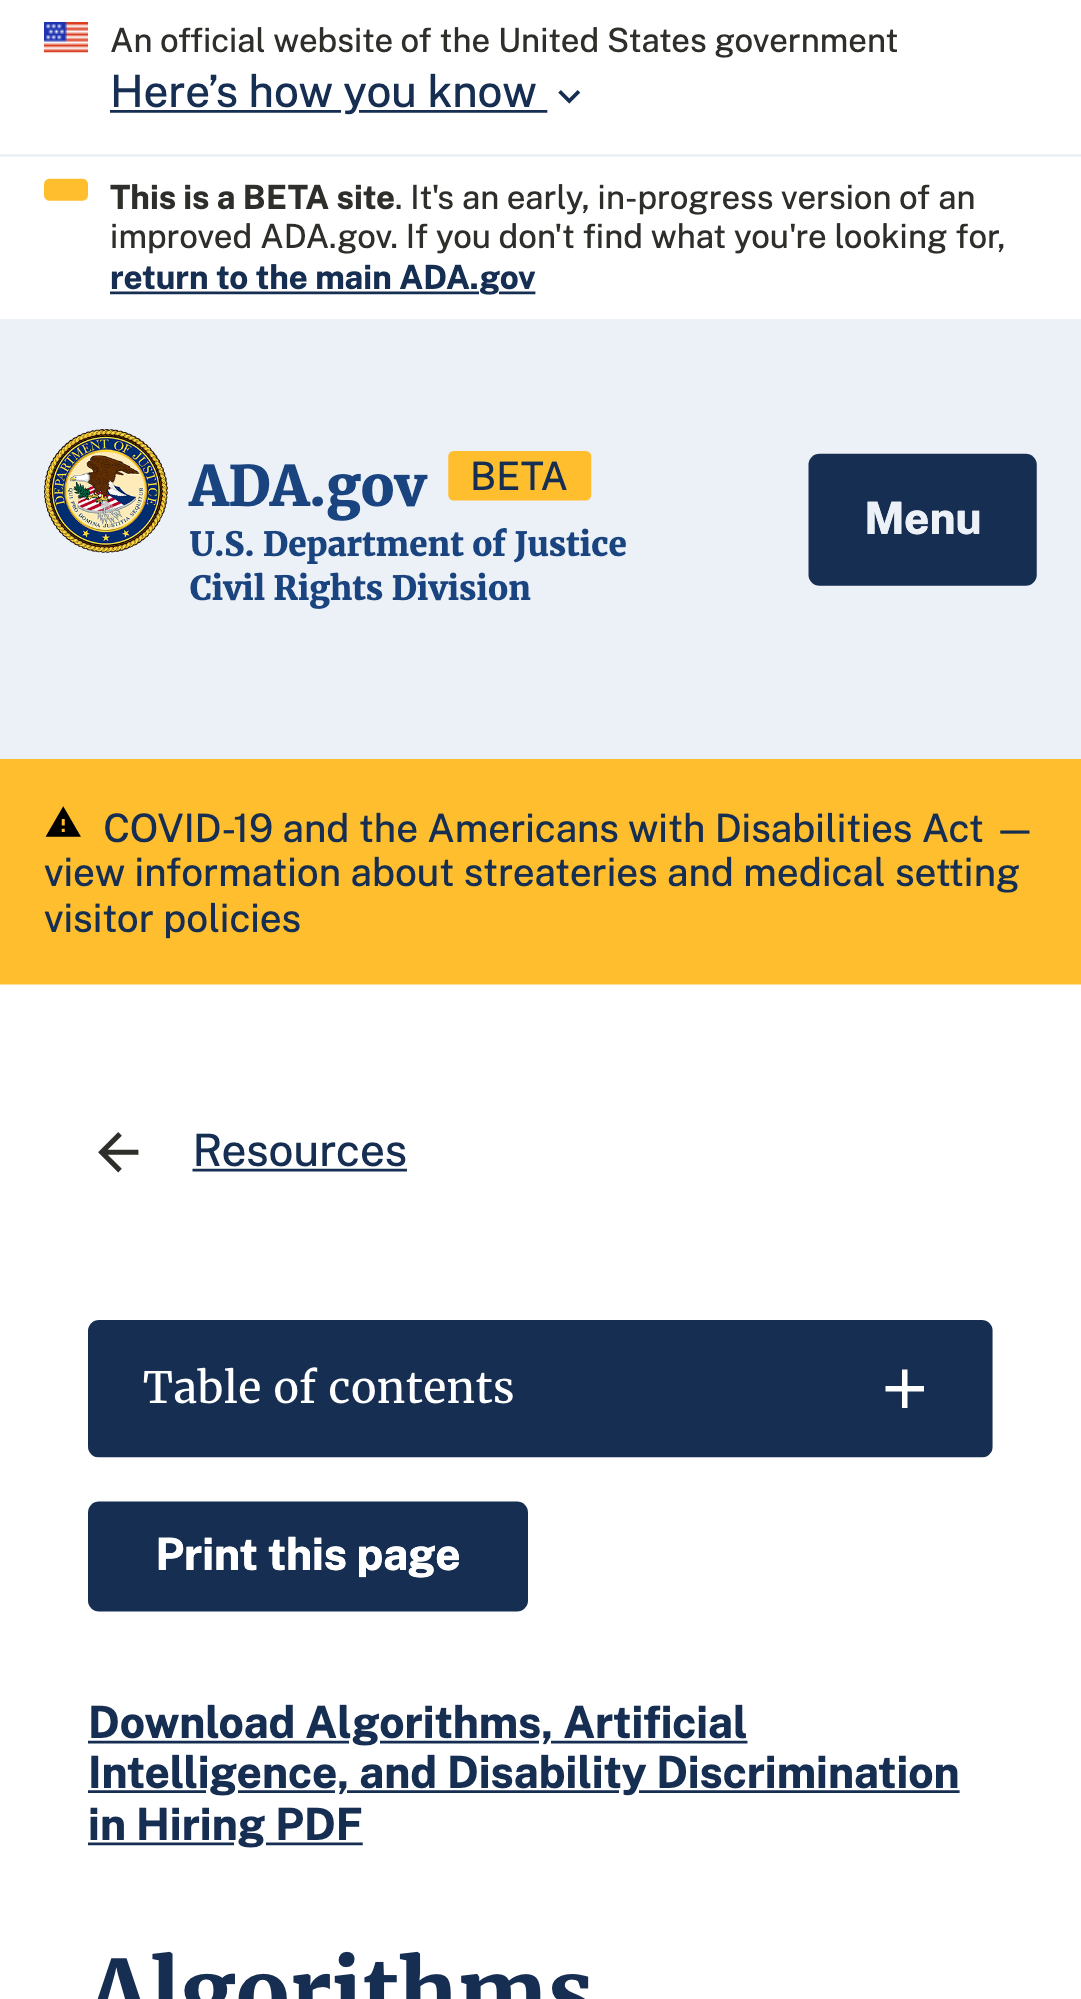 An official website of the United States government
Here’s how you know
This is a BETA site. It's an early, in-progress version of an
improved ADA.gov. If you don't find what you're looking for,
return to the main ADA.gov
ADA.gov BETA
U.S. Department of Justice
Civil Rights Division
Menu
COVID-19 and the Americans with Disabilities Act —
view information about streateries and medical setting
visitor policies
Resources
Table of contents
Print this page
Download Algorithms, Artificial
Intelligence, and Disability Discrimination
in Hiring PDF
Algorithms